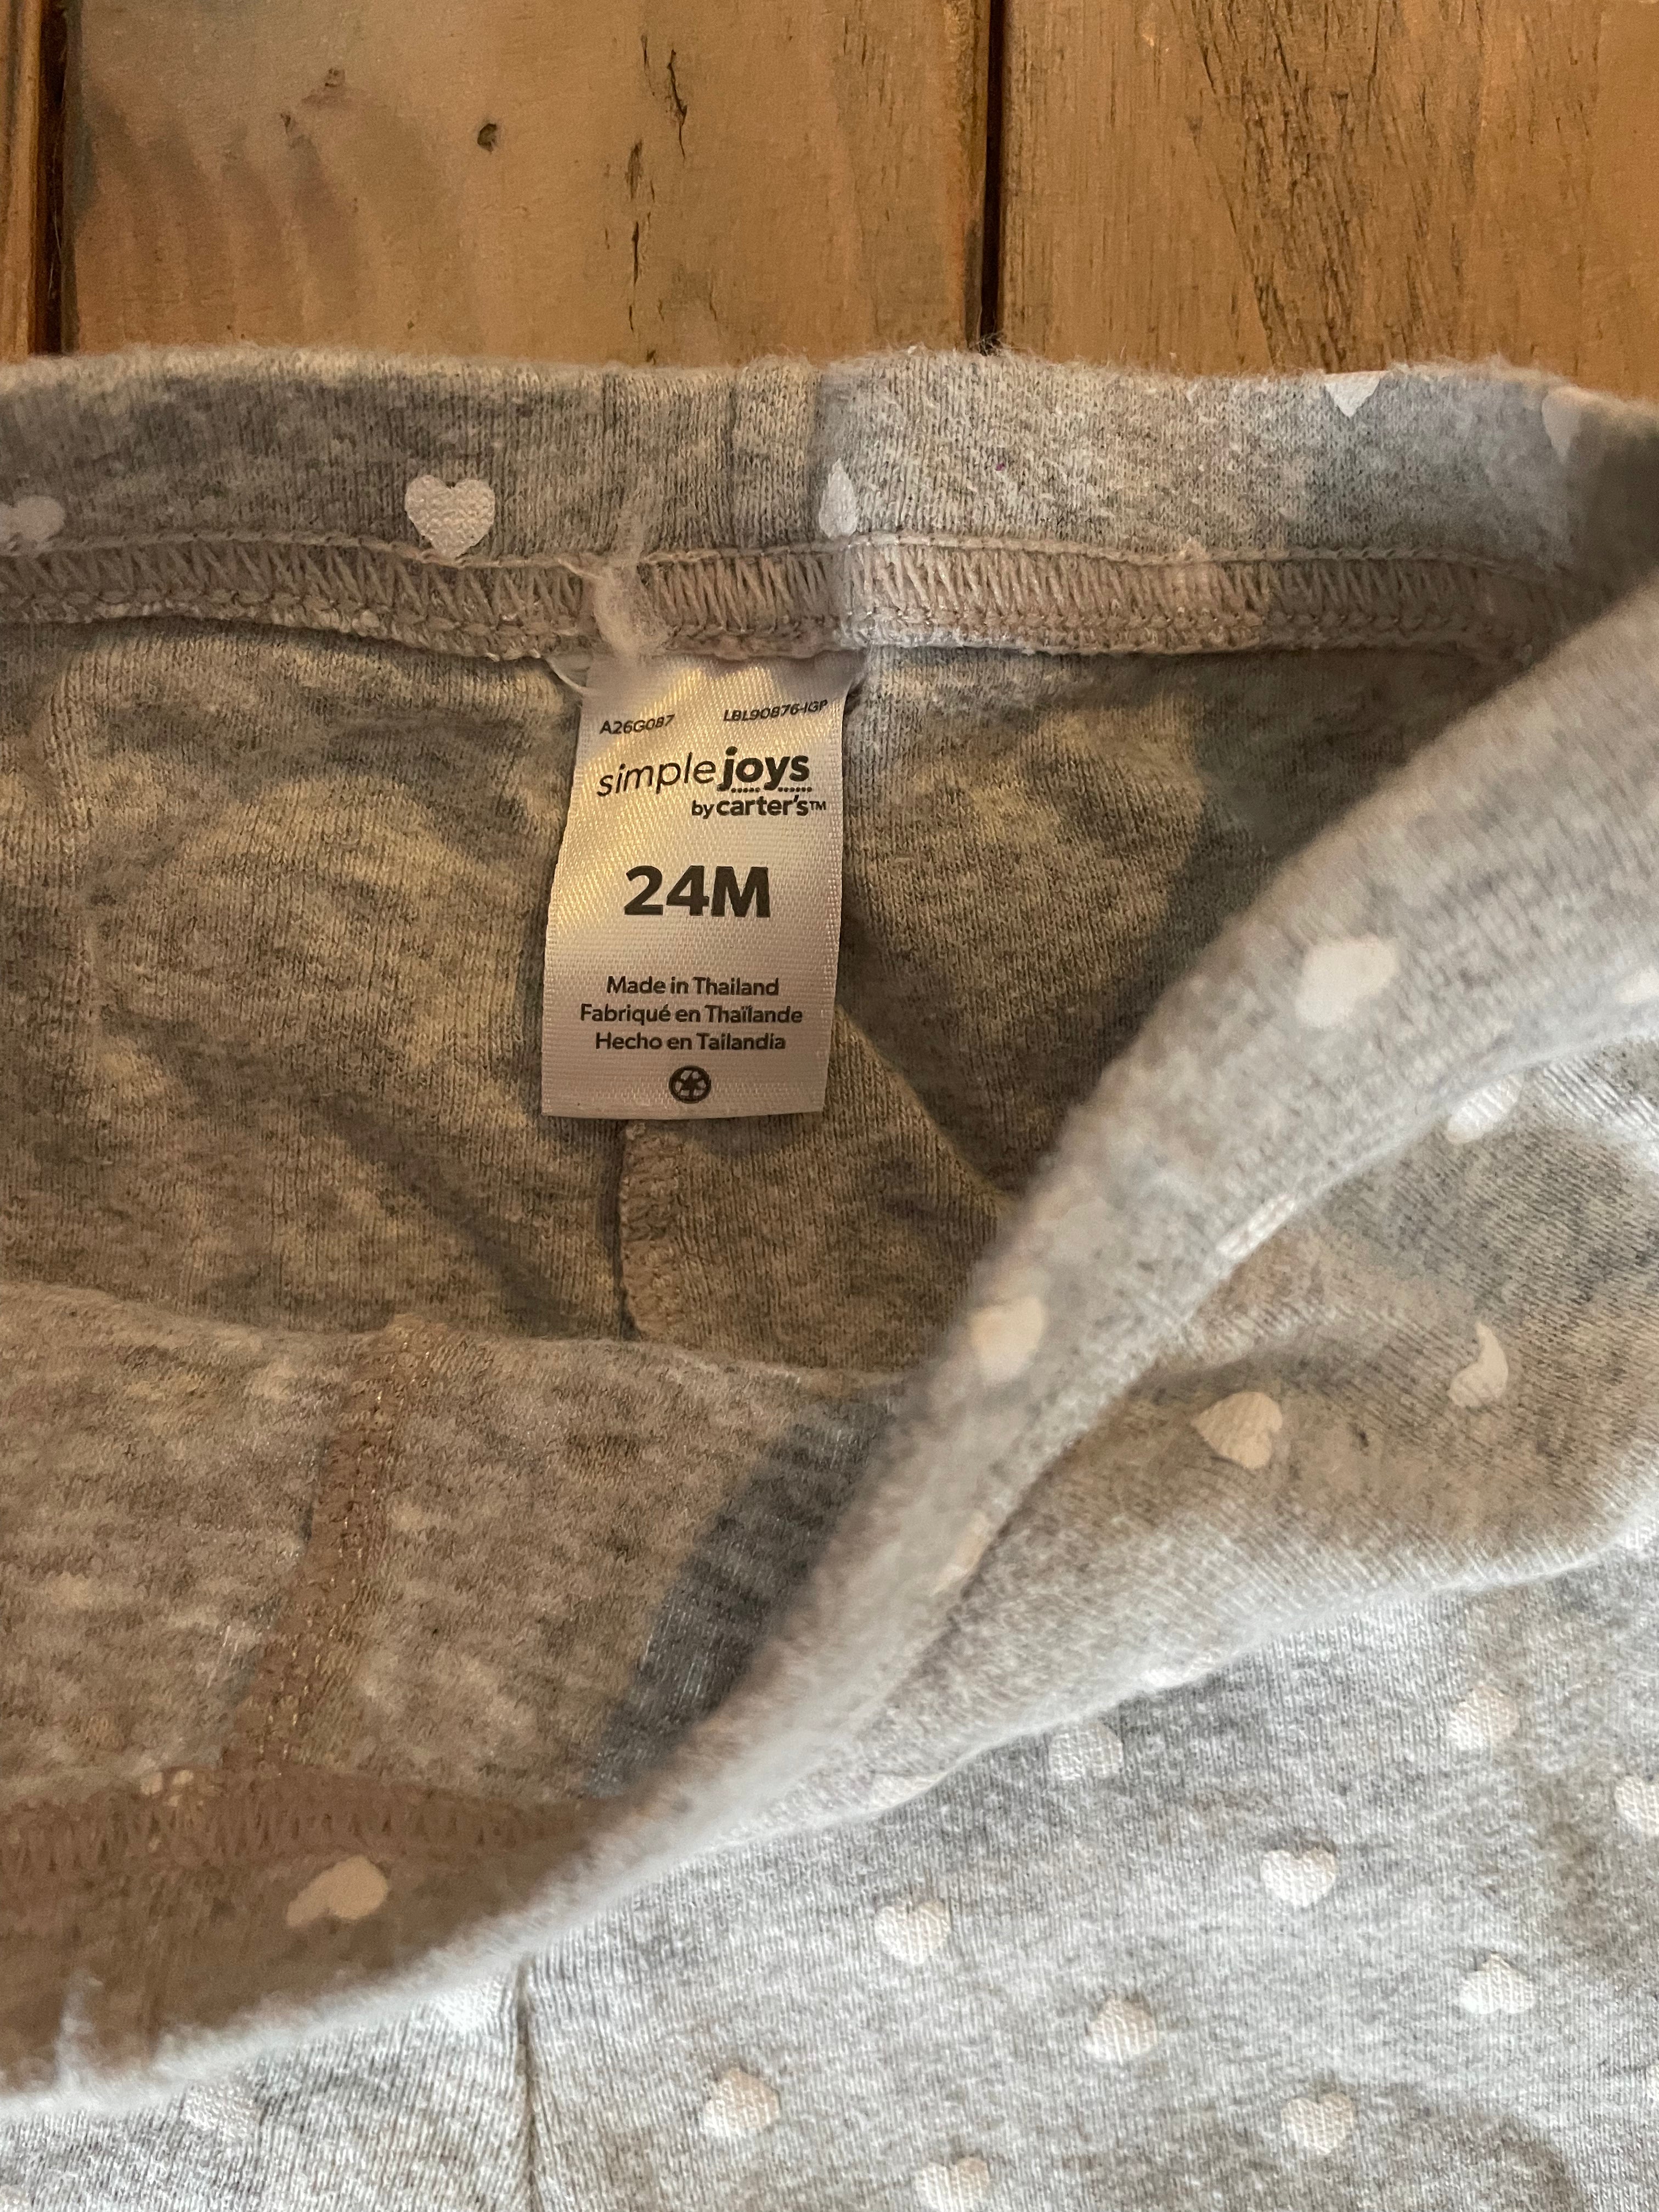 A26G087 LBL90876-IGP
simple joys
by carter's™
24M
Made in Thailand
Fabriqué en Thaïlande
Hecho en Tailandia